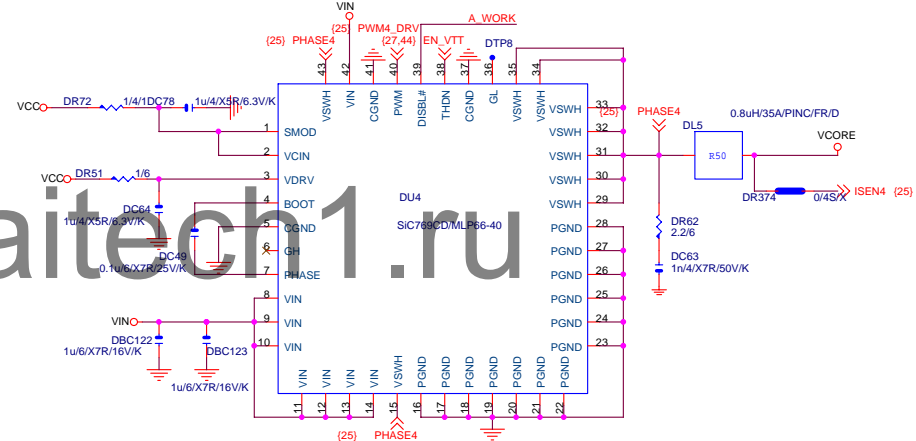 VIN
A_WORK
{25} PWM4_DRV
{25} PHASE4 {27,44} EN_VTT
DTP8
43 42 41 40 39 38 37 36 35 34
VSWH VIN CGND PWM DISBL# THDN CGND GL VSWH VSWH
VCC DR72 1/4/1 DC78 1u/4/X5R/6.3V/K
1 SMOD
2 VCIN
VCC DR51 1/6
3 VDRV
4 BOOT
5 CGND
6 GH
7 PHASE
8 VIN
9 VIN
10 VIN
DC64
1u/4/X5R/6.3V/K
DC49
0.1u/6/X7R/25V/K
VIN
DBC122
1u/6/X7R/16V/K
DBC123
1u/6/X7R/16V/K
DU4
SiC769CD/MLP66-40
VSWH 33
VSWH 32
VSWH 31
VSWH 30
VSWH 29
PGND 28
PGND 27
PGND 26
PGND 25
PGND 24
PGND 23
{25} PHASE4
0.8uH/35A/PINC/FR/D
DL5
R50
VCORE
DR374 0/4S/X
ISEN4 {25}
DR62
2.2/6
DC63
1n/4/X7R/50V/K
VIN VIN VIN VIN VSWH PGND PGND PGND PGND PGND PGND PGND
11 12 13 14 15 16 17 18 19 20 21 22
{25} PHASE4
aitech1.ru